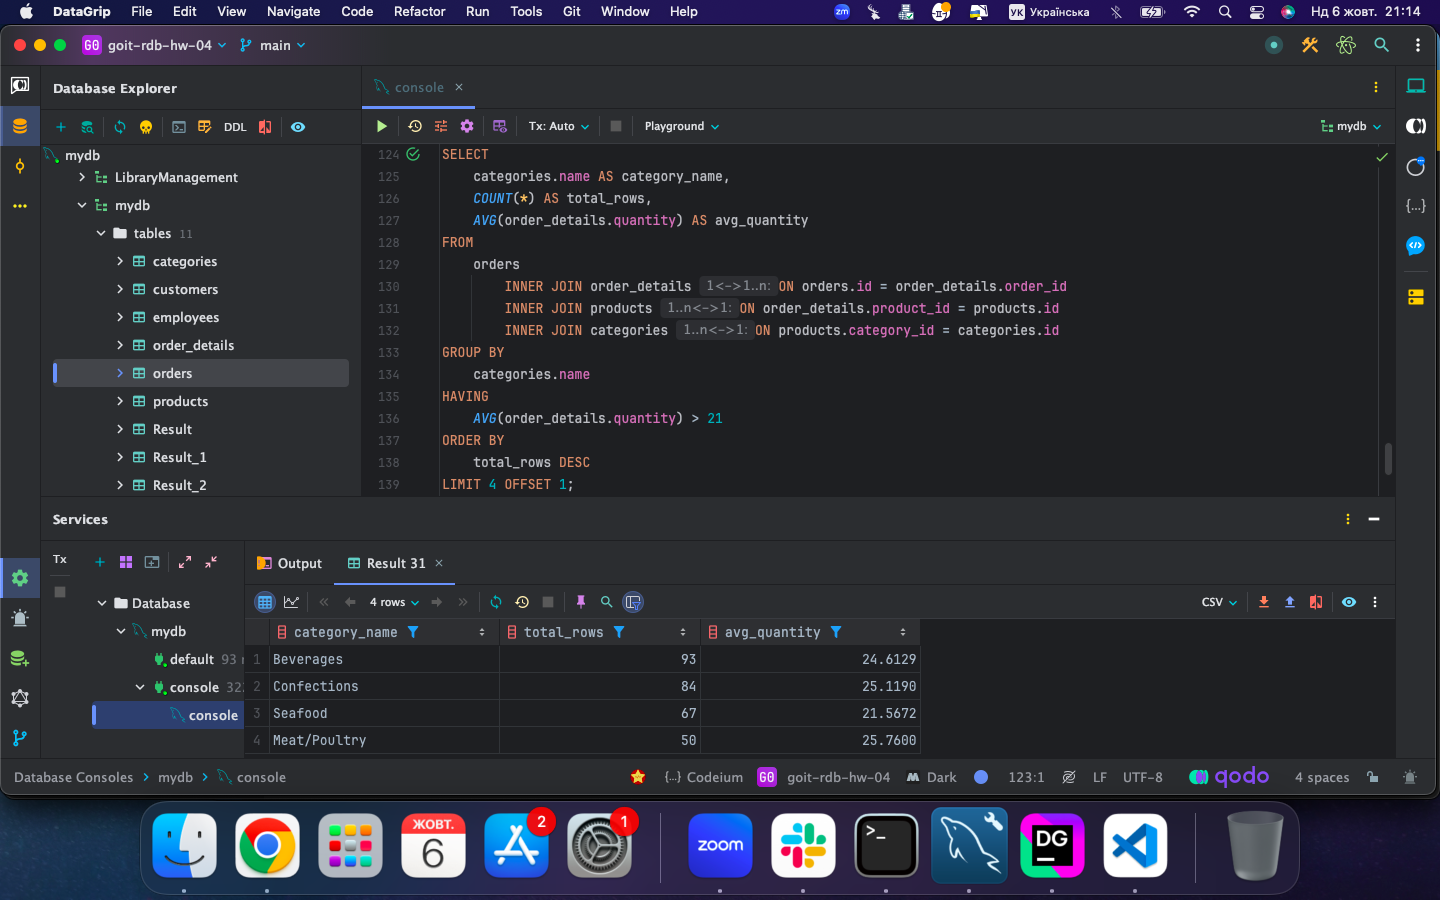 DataGrip File Edit View Navigate Code Refactor Run Tools Git Window Help zm УК Українська Нд 6 жовт. 21:14
GO goit-rdb-hw-04 main
Database Explorer
console
DDL
Tx: Auto Playground mydb
mydb
LibraryManagement
mydb
tables 11
categories
customers
employees
order_details
orders
products
Result
Result_1
Result_2
124 SELECT
125 categories.name AS category_name,
126 COUNT(*) AS total_rows,
127 AVG(order_details.quantity) AS avg_quantity
128 FROM
129 orders
130 INNER JOIN order_details 1<->1..n: ON orders.id = order_details.order_id
131 INNER JOIN products 1..n<->1: ON order_details.product_id = products.id
132 INNER JOIN categories 1..n<->1: ON products.category_id = categories.id
133 GROUP BY
134 categories.name
135 HAVING
136 AVG(order_details.quantity) > 21
137 ORDER BY
138 total_rows DESC
139 LIMIT 4 OFFSET 1;
Services
Tx
Database
mydb
default 93
console
console
Output Result 31
4 rows CSV
category_name total_rows avg_quantity
1 Beverages 93 24.6129
2 Confections 84 25.1190
3 Seafood 67 21.5672
4 Meat/Poultry 50 25.7600
Database Consoles mydb console {...} Codeium GO goit-rdb-hw-04 Dark 123:1 LF UTF-8 qodo 4 spaces
ЖОВТ.
6
2
1
zoom
>_
DG